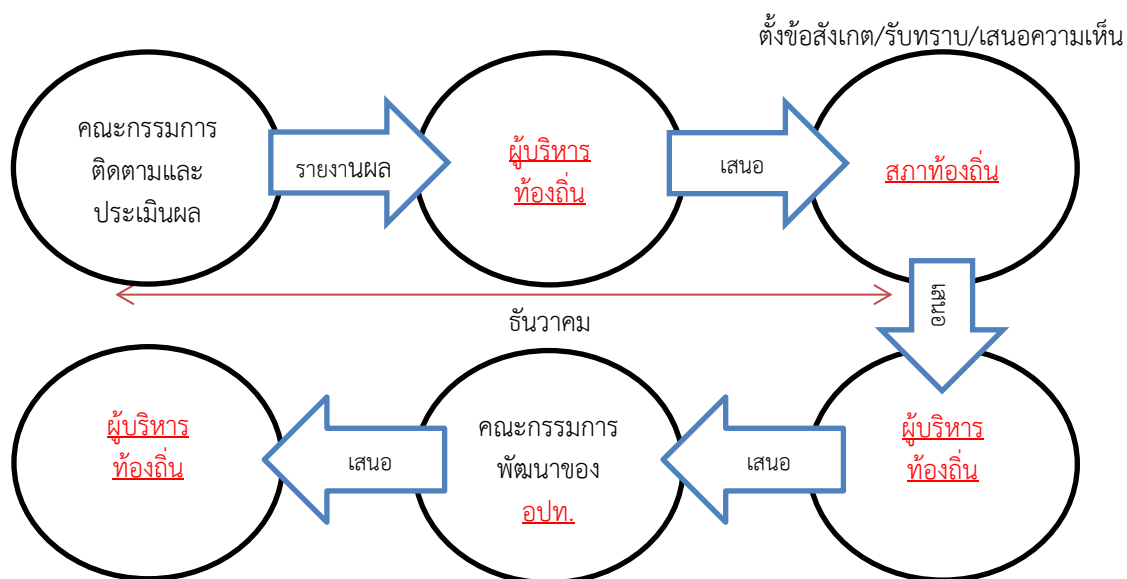 ตั้งข้อสังเกต/รับทราบ/เสนอความเห็น
คณะกรรมการ
ติดตามและ
ประเมินผล
รายงานผล
ผู้บริหาร
ท้องถิ่น
เสนอ
สภาท้องถิ่น
ธันวาคม
เสนอ
ผู้บริหาร
ท้องถิ่น
เสนอ
คณะกรรมการ
พัฒนาของ
อปท.
เสนอ
ผู้บริหาร
ท้องถิ่น